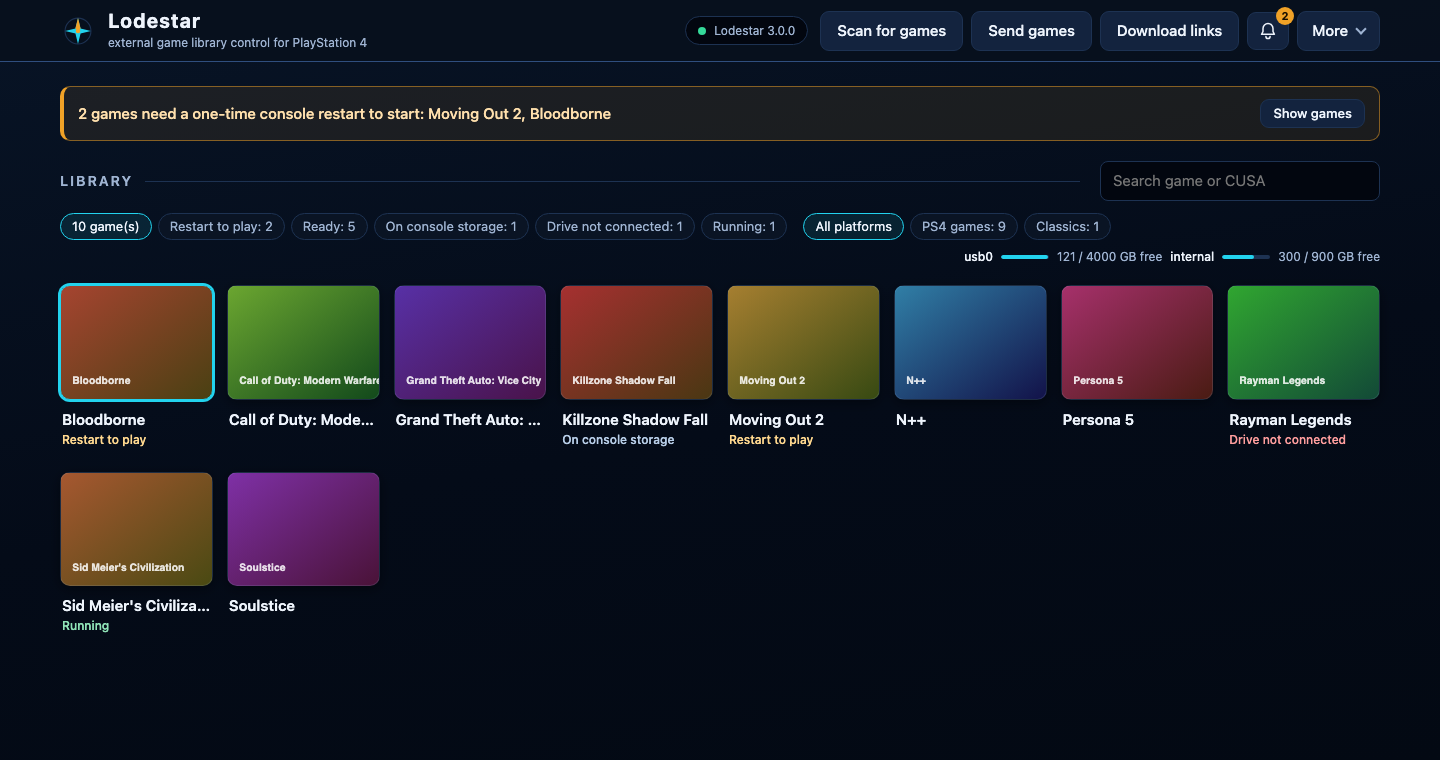 Lodestar
external game library control for PlayStation 4
Lodestar 3.0.0
Scan for games
Send games
Download links
2
More
2 games need a one-time console restart to start: Moving Out 2, Bloodborne
Show games
LIBRARY
Search game or CUSA
10 game(s)
Restart to play: 2
Ready: 5
On console storage: 1
Drive not connected: 1
Running: 1
All platforms
PS4 games: 9
Classics: 1
usb0 121 / 4000 GB free internal 300 / 900 GB free
Bloodborne
Call of Duty: Modern Warfare
Grand Theft Auto: Vice City
Killzone Shadow Fall
Moving Out 2
N++
Persona 5
Rayman Legends
Bloodborne
Restart to play
Call of Duty: Mode...
Grand Theft Auto: ...
Killzone Shadow Fall
On console storage
Moving Out 2
Restart to play
N++
Persona 5
Rayman Legends
Drive not connected
Sid Meier's Civilization
Soulstice
Sid Meier's Civiliza...
Running
Soulstice